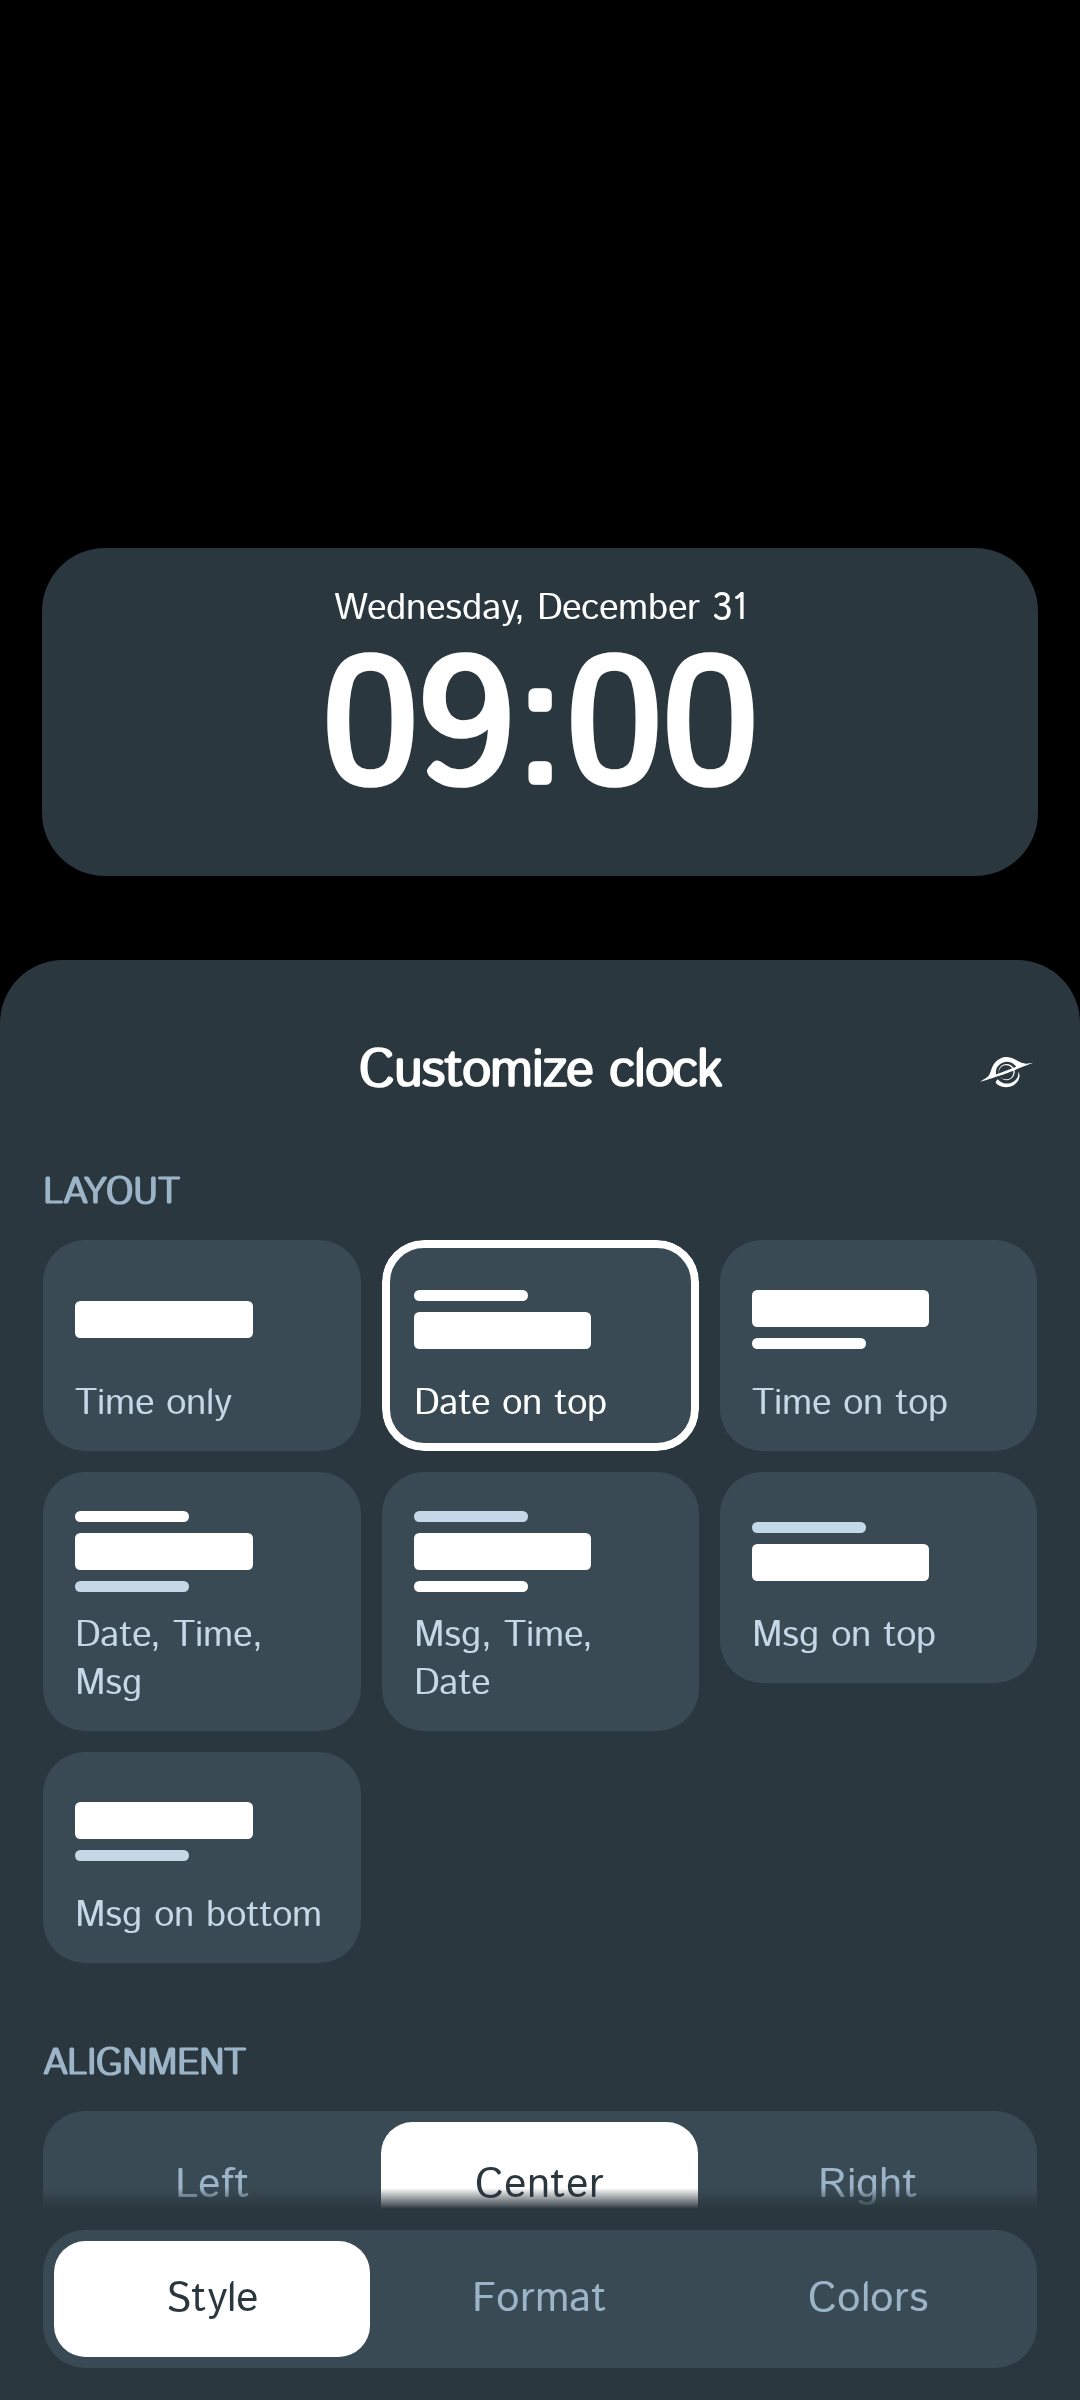 Wednesday, December 31
09:00
Customize clock
LAYOUT
Time only
Date on top
Time on top
Date, Time,
Msg
Msg, Time,
Date
Msg on top
Msg on bottom
ALIGNMENT
Left
Center
Right
Style
Format
Colors